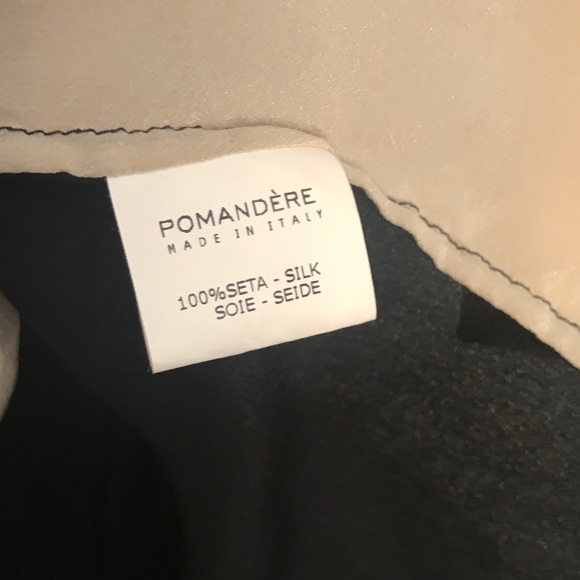 POMANDÈRE
MADE IN ITALY
100%SETA - SILK
SOIE - SEIDE